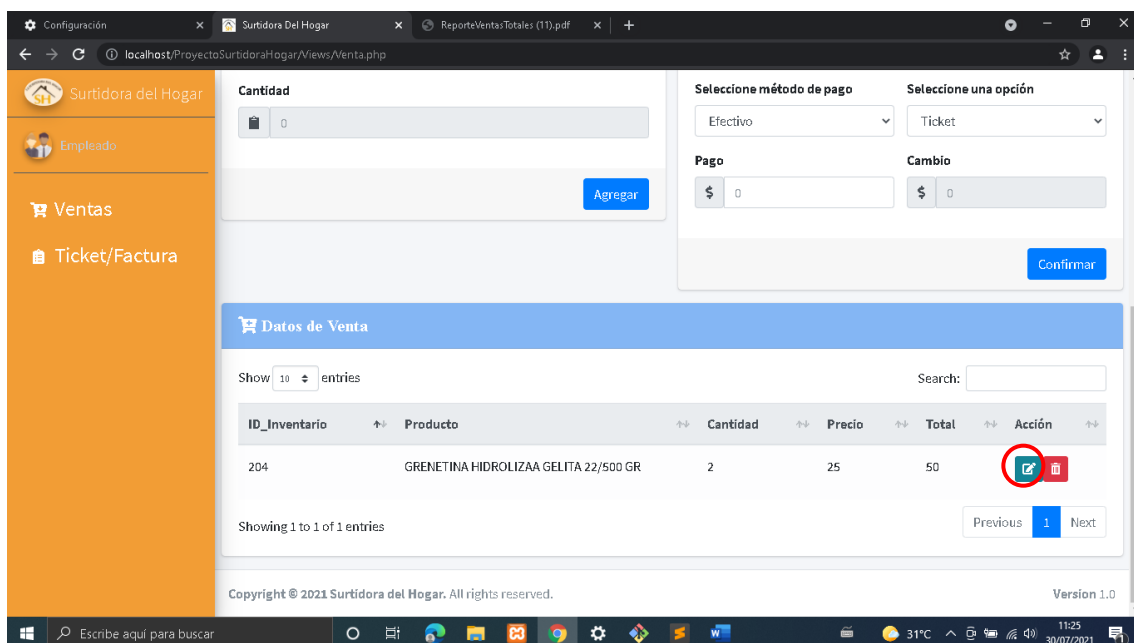 Configuración
Surtidora Del Hogar
ReporteVentasTotales (11).pdf
localhost/ProyectoSurtidoraHogar/Views/Venta.php
SH
Surtidora del Hogar
Empleado
Ventas
Ticket/Factura
Cantidad
0
Agregar
Seleccione método de pago
Seleccione una opción
Efectivo
Ticket
Pago
Cambio
$ 0
$ 0
Confirmar
Datos de Venta
Show 10 entries
Search:
ID_Inventario Producto Cantidad Precio Total Acción
204 GRENETINA HIDROLIZAA GELITA 22/500 GR 2 25 50
Showing 1 to 1 of 1 entries
Previous 1 Next
Copyright © 2021 Surtidora del Hogar. All rights reserved.
Version 1.0
Escribe aquí para buscar
31°C
11:25
30/07/2021